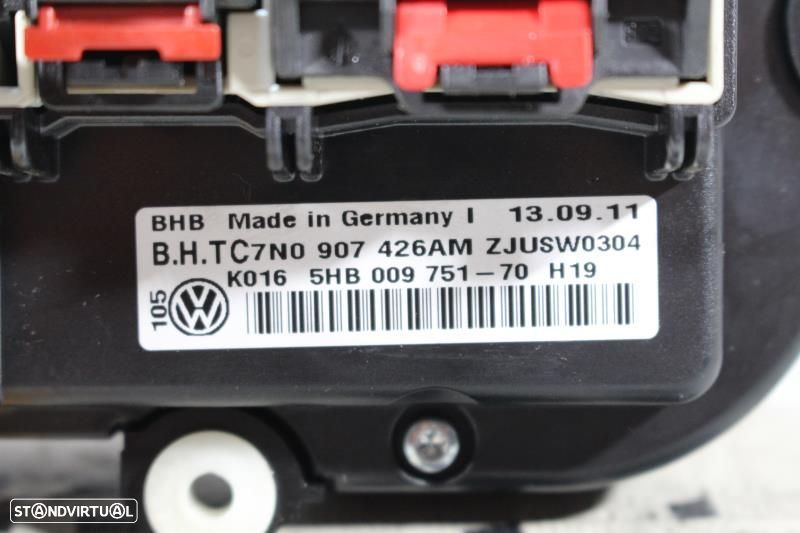 BHB Made in Germany I 13.09.11
B.H.TC7N0 907 426AM ZJUSW0304
K016 5HB 009 751-70 H19
105
STANDVIRTUAL